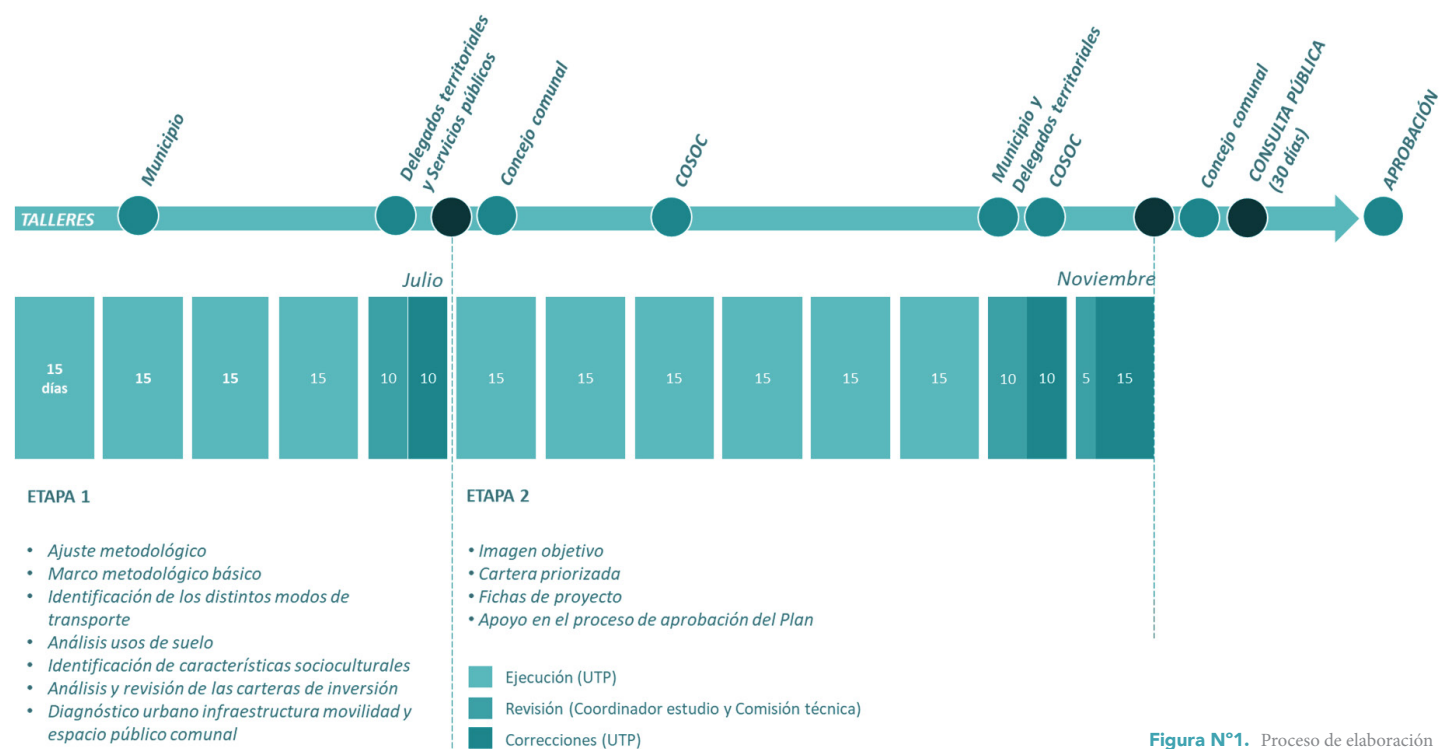 Municipio
Delegados territoriales
y Servicios públicos
Concejo comunal
COSOC
Municipio y
Delegados territoriales
COSOC
Concejo comunal
CONSULTA PÚBLICA
(30 días)
APROBACIÓN
TALLERES
Julio
Noviembre
15
días
15
15
15
10
10
15
15
15
15
15
15
10
10
5
15
ETAPA 1
• Ajuste metodológico
• Marco metodológico básico
• Identificación de los distintos modos de
transporte
• Análisis usos de suelo
• Identificación de características socioculturales
• Análisis y revisión de las carteras de inversión
• Diagnóstico urbano infraestructura movilidad y
espacio público comunal
ETAPA 2
• Imagen objetivo
• Cartera priorizada
• Fichas de proyecto
• Apoyo en el proceso de aprobación del Plan
Ejecución (UTP)
Revisión (Coordinador estudio y Comisión técnica)
Correcciones (UTP)
Figura N°1. Proceso de elaboración